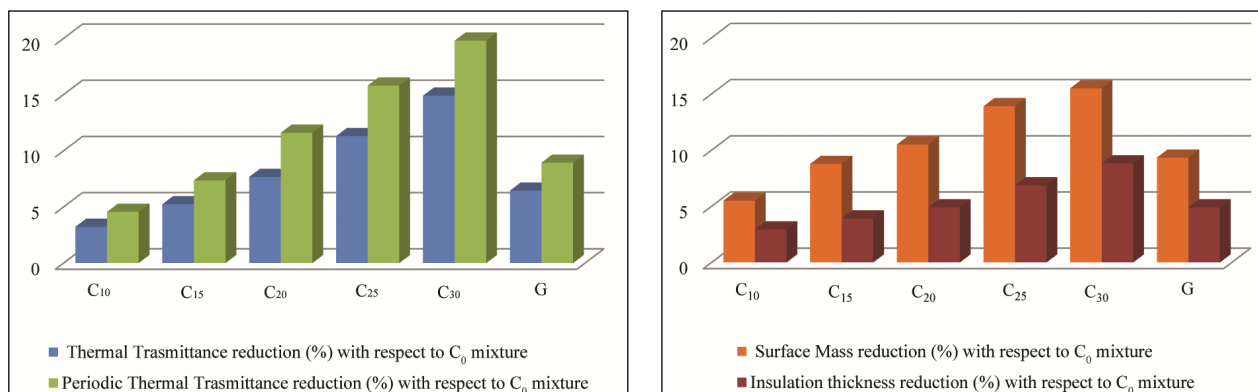 20
15
10
5
0
C₁₀ C₁₅ C₂₀ C₂₅ C₃₀ G
Thermal Trasmittance reduction (%) with respect to C₀ mixture
Periodic Thermal Trasmittance reduction (%) with respect to C₀ mixture
20
15
10
5
0
C₁₀ C₁₅ C₂₀ C₂₅ C₃₀ G
Surface Mass reduction (%) with respect to C₀ mixture
Insulation thickness reduction (%) with respect to C₀ mixture